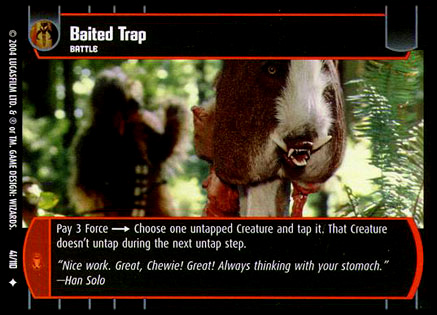 Baited Trap
BATTLE
Pay 3 Force → Choose one untapped Creature and tap it. That Creature
doesn't untap during the next untap step.
"Nice work. Great, Chewie! Great! Always thinking with your stomach."
—Han Solo
© 2004 LUCASFILM LTD. & ® or TM. GAME DESIGN: WIZARDS.
41/110